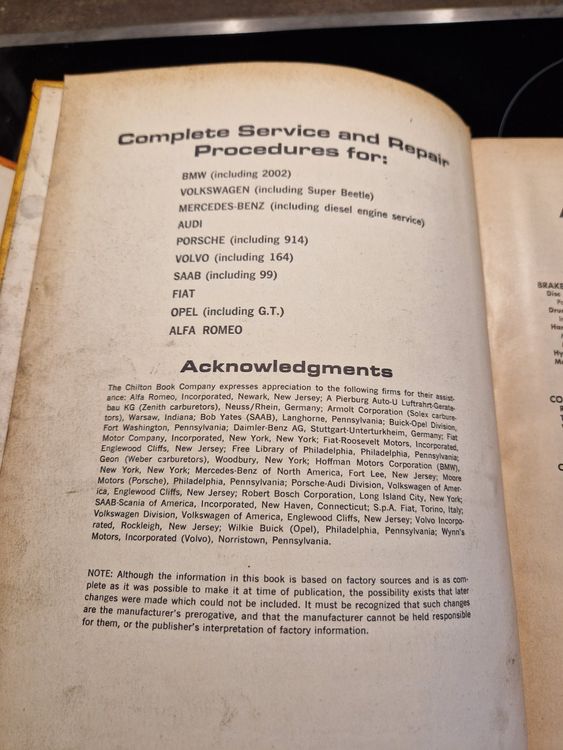 Complete Service and Repair
Procedures for:
BMW (including 2002)
VOLKSWAGEN (including Super Beetle)
MERCEDES-BENZ (including diesel engine service)
AUDI
PORSCHE (including 914)
VOLVO (including 164)
SAAB (including 99)
FIAT
OPEL (including G.T.)
ALFA ROMEO
Acknowledgments
The Chilton Book Company expresses appreciation to the following firms for their assist-
ance: Alfa Romeo, Incorporated, Newark, New Jersey; A Pierburg Auto-U Luftfahrt-Geräte-
bau KG (Zenith carburetors), Neuss/Rhein, Germany; Armolt Corporation (Solex carbure-
tors), Warsaw, Indiana; Bob Yates (SAAB), Langhorne, Pennsylvania; Buick-Opel Division,
Fort Washington, Pennsylvania; Daimler-Benz AG, Stuttgart-Unterturkheim, Germany; Fiat
Motor Company, Incorporated, New York, New York; Fiat-Roosevelt Motors, Incorporated,
Englewood Cliffs, New Jersey; Free Library of Philadelphia, Philadelphia, Pennsylvania;
Geon (Weber carburetors), Woodbury, New York; Hoffman Motors Corporation (BMW),
New York, New York; Mercedes-Benz of North America, Fort Lee, New Jersey; Moore
Motors (Porsche), Philadelphia, Pennsylvania; Porsche-Audi Division, Volkswagen of Amer-
ica, Englewood Cliffs, New Jersey; Robert Bosch Corporation, Long Island City, New York;
SAAB-Scania of America, Incorporated, New Haven, Connecticut; S.p.A. Fiat, Torino, Italy;
Volkswagen Division, Volkswagen of America, Englewood Cliffs, New Jersey; Volvo Incorpo-
rated, Rockleigh, New Jersey; Wilkie Buick (Opel), Philadelphia, Pennsylvania; Wynn's
Motors, Incorporated (Volvo), Norristown, Pennsylvania.
NOTE: Although the information in this book is based on factory sources and is as com-
plete as it was possible to make it at time of publication, the possibility exists that later
changes were made which could not be included. It must be recognized that such changes
are the manufacturer's prerogative, and that the manufacturer cannot be held responsible
for them, or the publisher's interpretation of factory information.
BRAKE
Disc